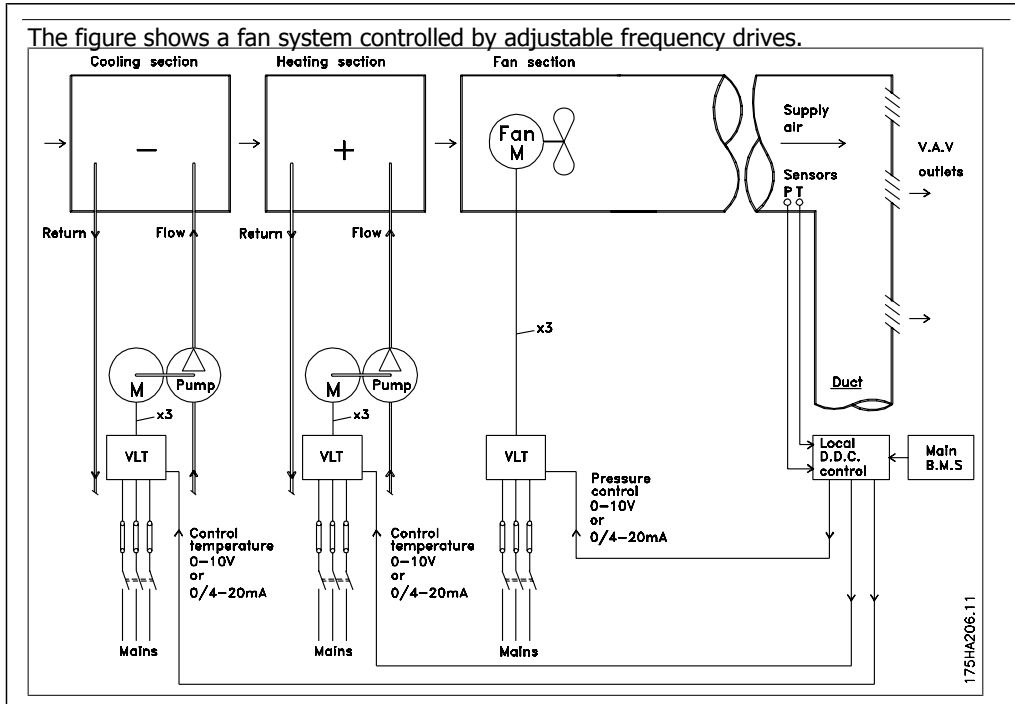 The figure shows a fan system controlled by adjustable frequency drives.
Cooling section
Heating section
Fan section
−
+
Fan
M
Supply
air
V.A.V
outlets
Sensors
P T
Return
Flow
Return
Flow
x3
M
Pump
M
Pump
Duct
x3
x3
VLT
VLT
VLT
Local
D.D.C.
control
Main
B.M.S
Pressure
control
0-10V
or
0/4-20mA
Control
temperature
0-10V
or
0/4-20mA
Control
temperature
0-10V
or
0/4-20mA
Mains
Mains
Mains
175HA206.11